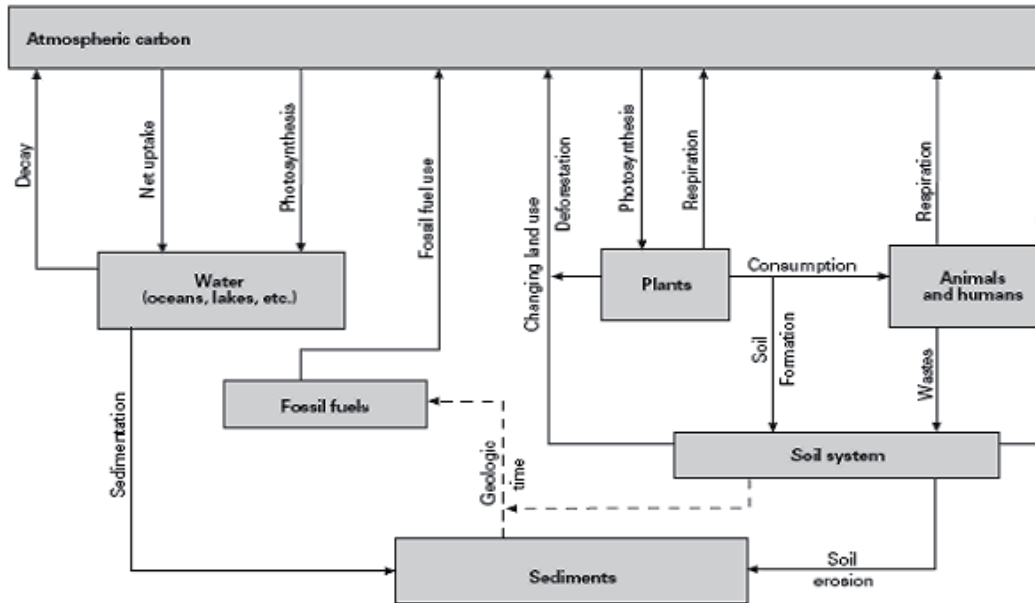 Atmospheric carbon
Decay
Net uptake
Photosynthesis
Fossil fuel use
Changing land use
Deforestation
Photosynthesis
Respiration
Respiration
Water
(oceans, lakes, etc.)
Plants
Consumption
Animals
and humans
Soil
Formation
Wastes
Fossil fuels
Sedimentation
Geologic
time
Soil system
Sediments
Soil
erosion